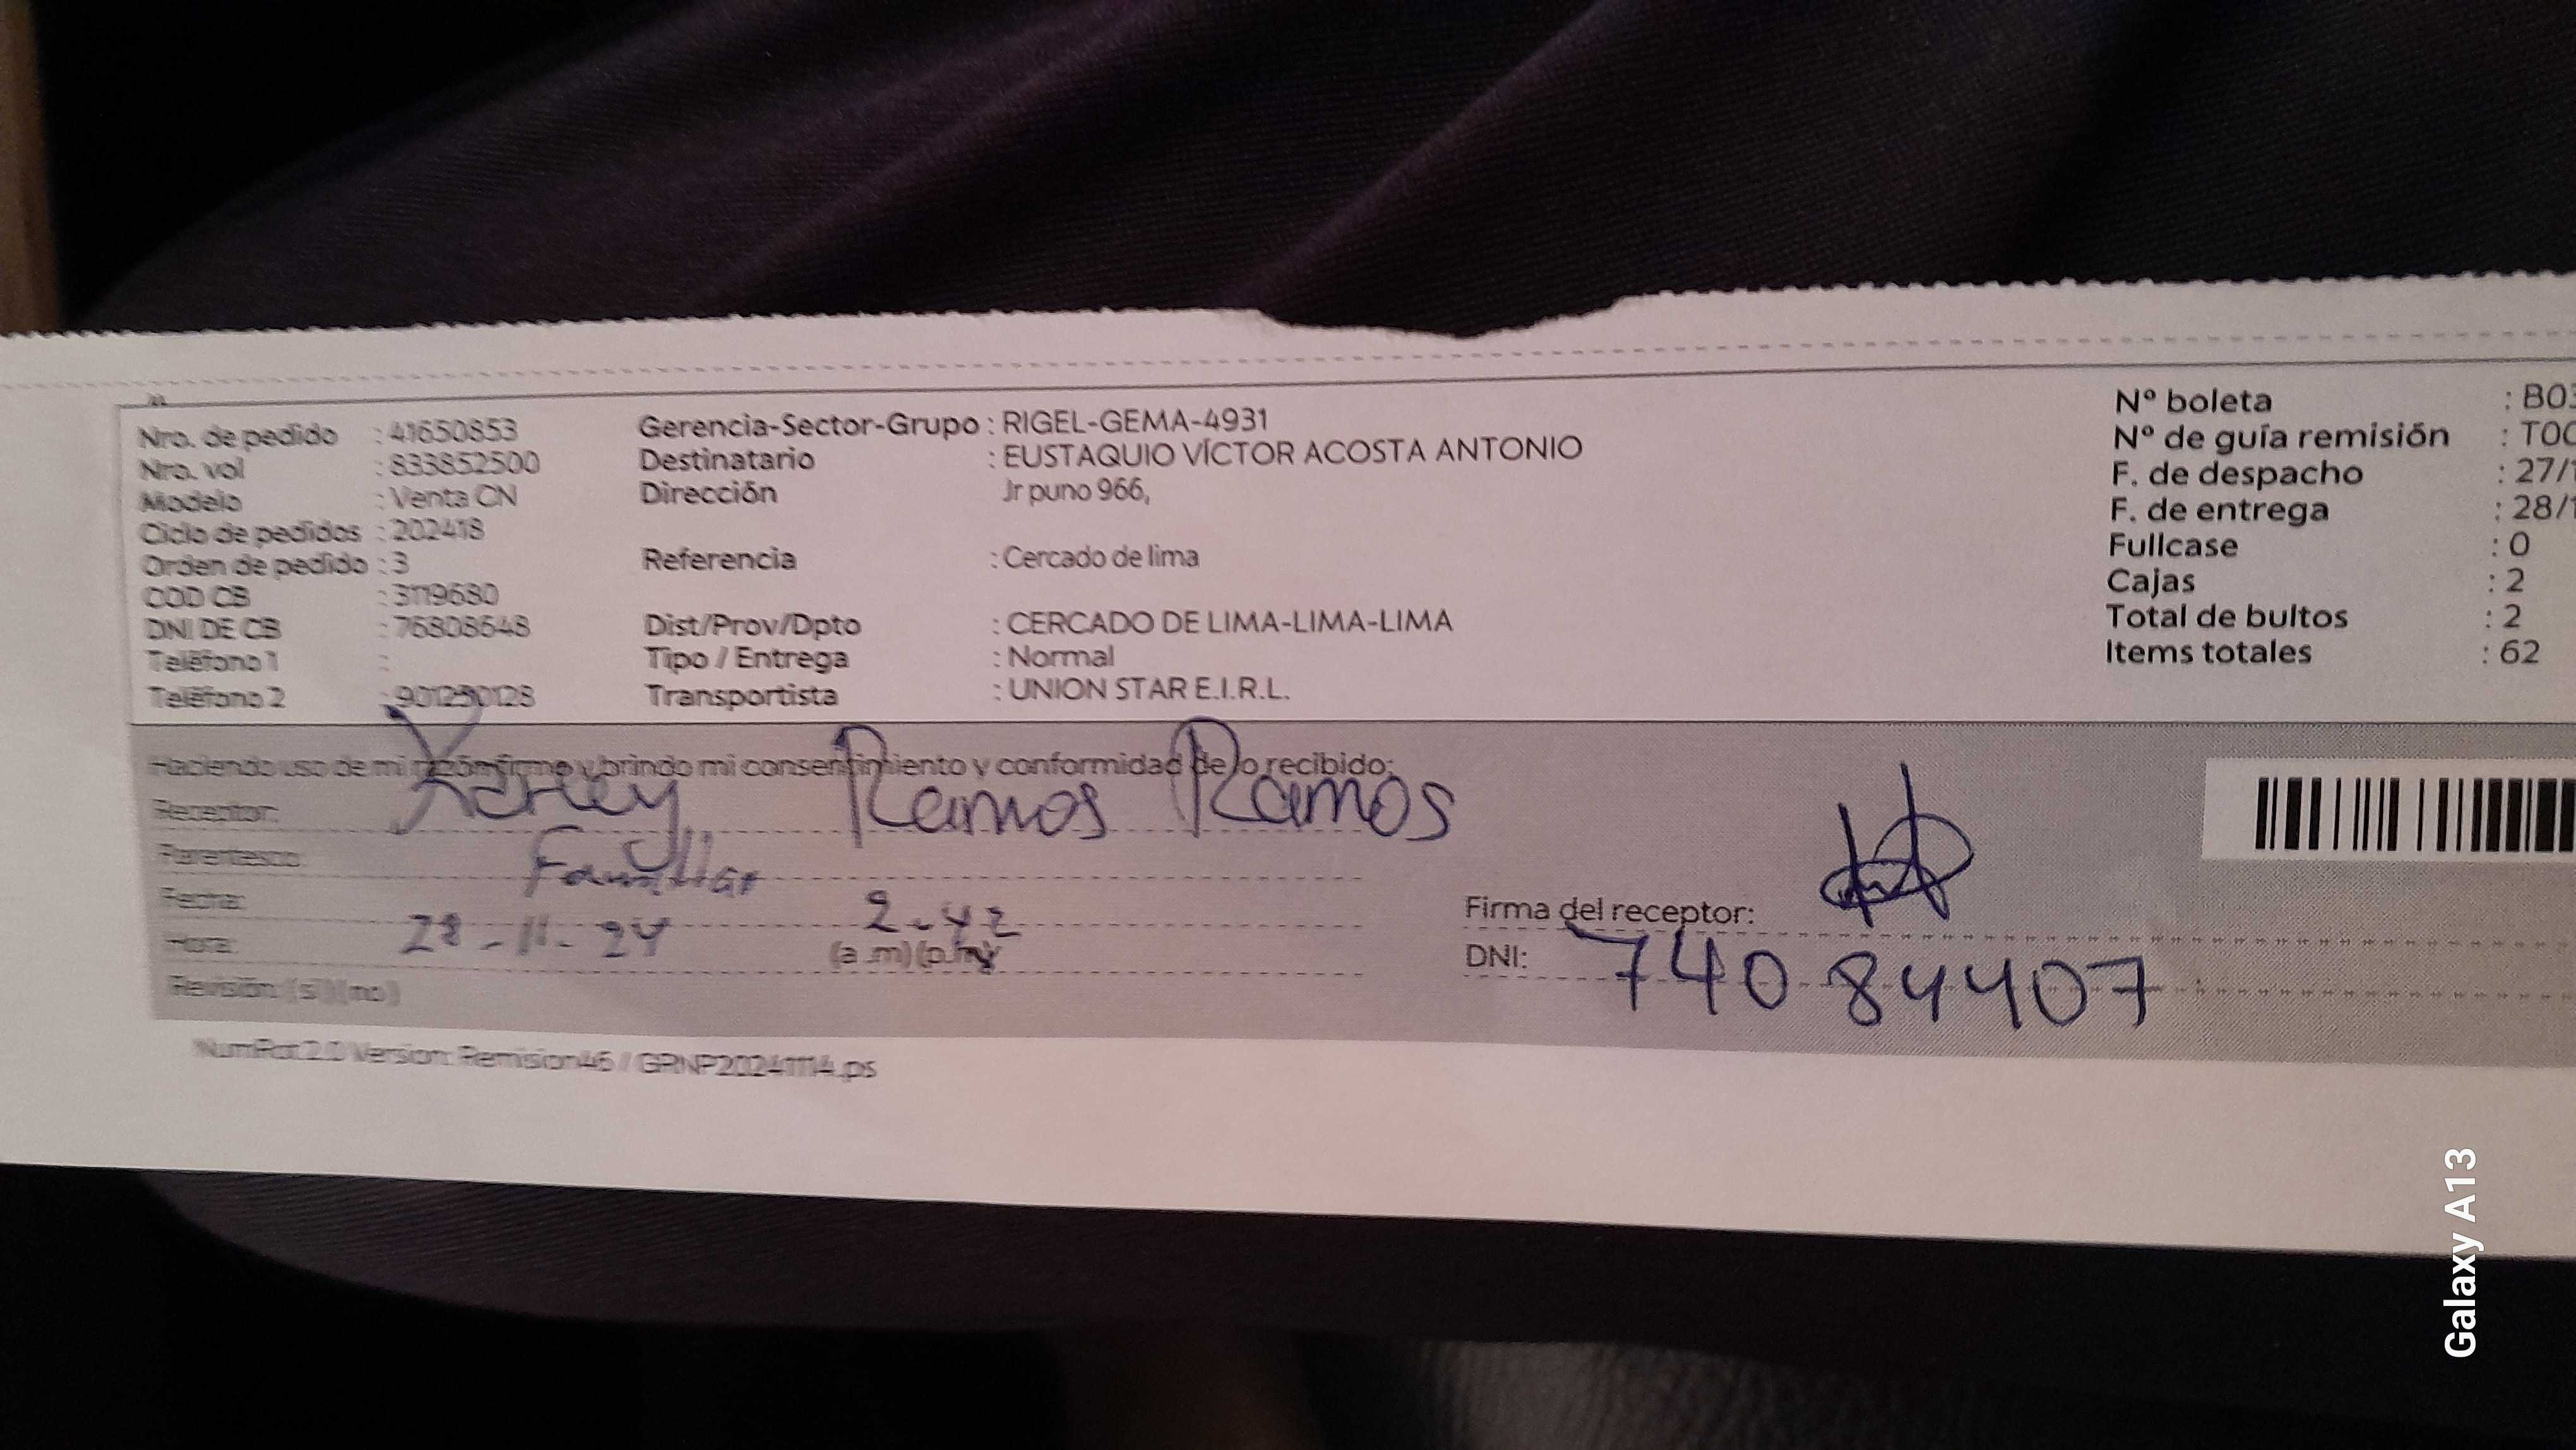 Nro. de pedido : 41650853
Nro. vol : 833852500
Modelo : Venta CN
Ciclo de pedidos : 202418
Orden de pedido : 3
COD CB : 3119680
DNI DE CB : 76808648
Teléfono 1 :
Teléfono 2 : 901250128
Gerencia-Sector-Grupo : RIGEL-GEMA-4931
Destinatario : EUSTAQUIO VÍCTOR ACOSTA ANTONIO
Dirección Jr puno 966,
Referencia : Cercado de lima
Dist/Prov/Dpto : CERCADO DE LIMA-LIMA-LIMA
Tipo / Entrega : Normal
Transportista : UNION STAR E.I.R.L.
Nº boleta : B03
Nº de guía remisión : T00
F. de despacho : 27/1
F. de entrega : 28/1
Fullcase : 0
Cajas : 2
Total de bultos : 2
Items totales : 62
Haciendo uso de mi razón firmo y brindo mi consentimiento y conformidad de lo recibido:
Receptor: Ramos Ramos
Parentesco: Familiar
Fecha:
Hora: 28-11-24 2-42 (a.m) (p.m)
Revisión: (si) (no)
Firma del receptor:
DNI: 74084407
NumRot2.0 Version: Remision46 / GRNP20241114.ps
Galaxy A13